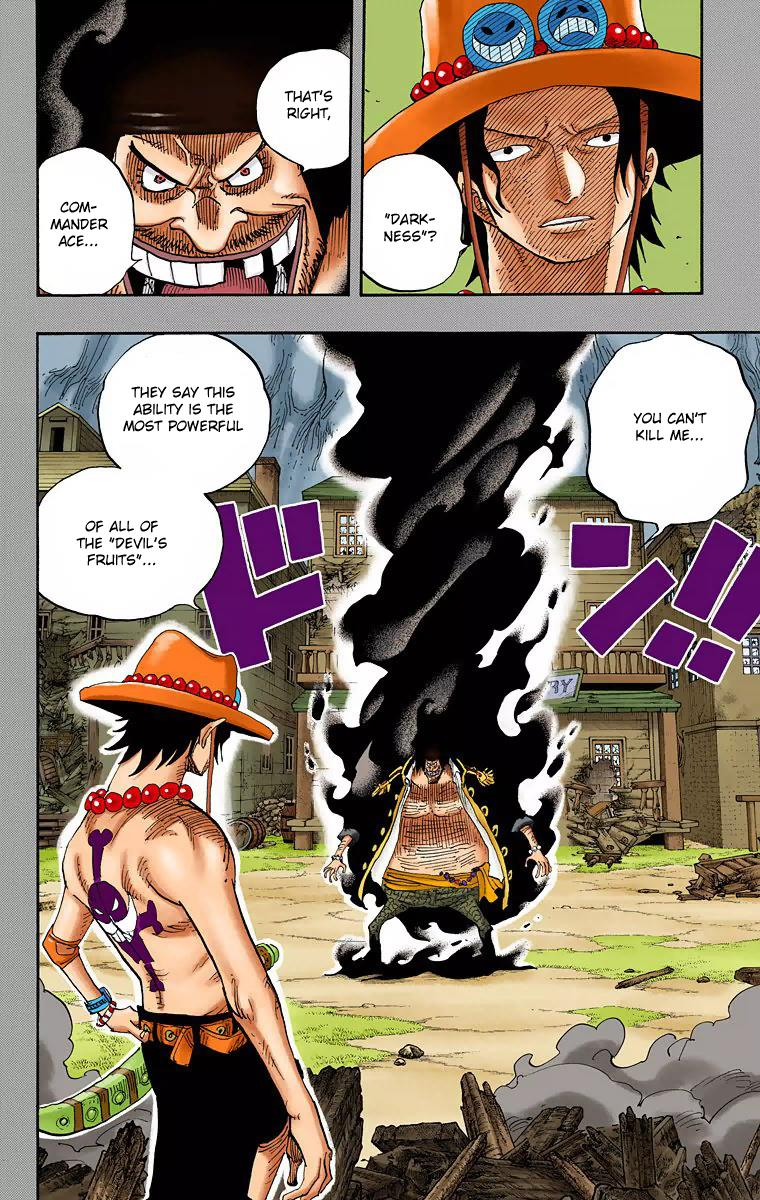 "DARK-
NESS"?
THAT'S
RIGHT,
COM-
MANDER
ACE...
YOU CAN'T
KILL ME...
THEY SAY THIS
ABILITY IS THE
MOST POWERFUL
OF ALL OF
THE "DEVIL'S
FRUITS"...
ドン!!
RY